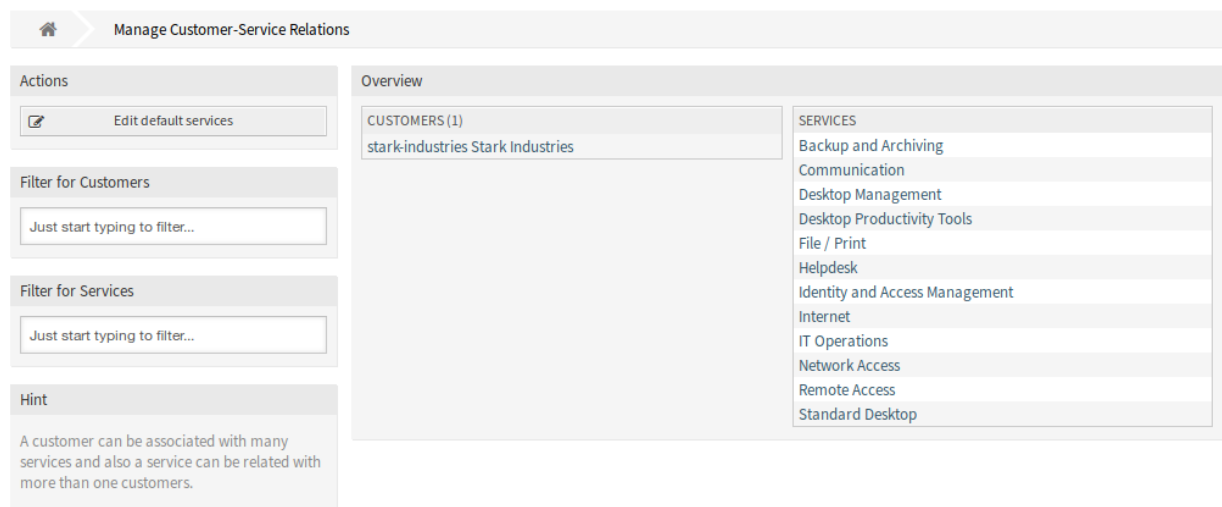 Manage Customer-Service Relations
Actions
Edit default services
Filter for Customers
Just start typing to filter...
Filter for Services
Just start typing to filter...
Hint
A customer can be associated with many
services and also a service can be related with
more than one customers.
Overview
CUSTOMERS (1)
stark-industries Stark Industries
SERVICES
Backup and Archiving
Communication
Desktop Management
Desktop Productivity Tools
File / Print
Helpdesk
Identity and Access Management
Internet
IT Operations
Network Access
Remote Access
Standard Desktop